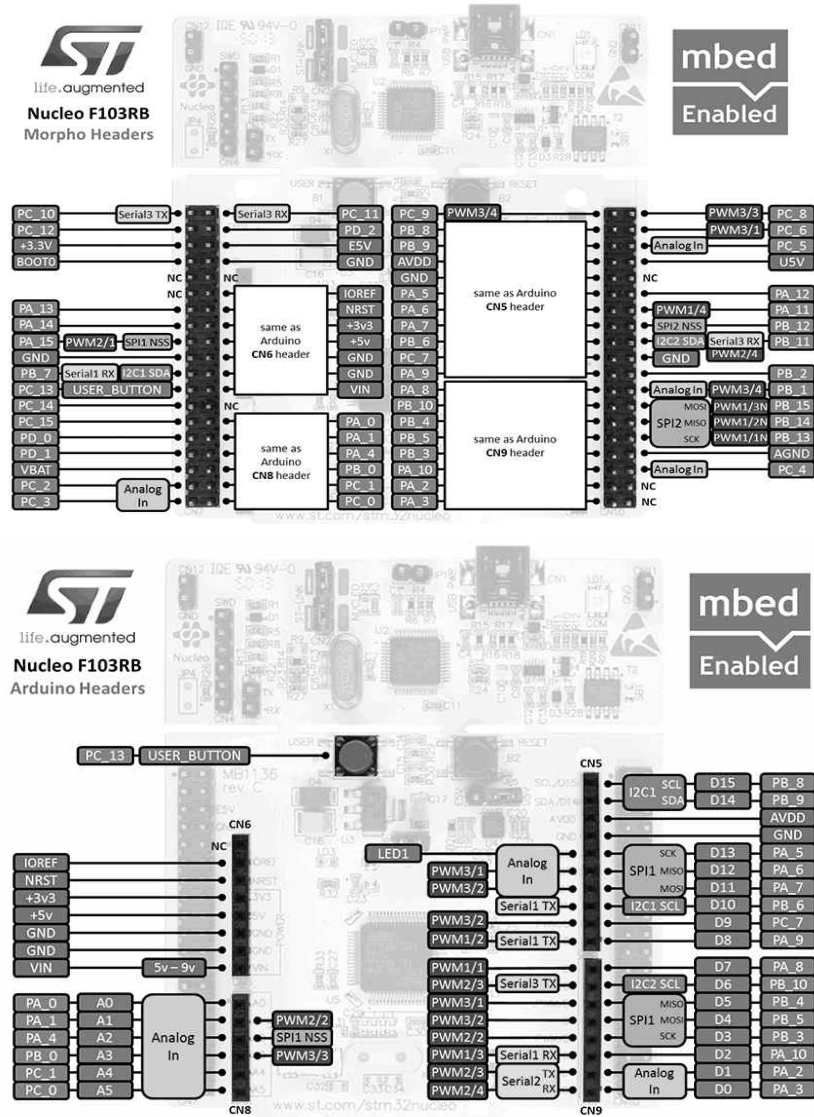 life.augmented
Nucleo F103RB
Morpho Headers
mbed
Enabled
PC_10 Serial3 TX Serial3 RX PC_11 PC_9 PWM3/4 PWM3/3 PC_8
PC_12 PD_2 PB_8 PWM3/1 PC_6
+3.3V E5V PB_9 Analog In PC_5
BOOT0 GND AVDD U5V
NC GND NC
NC IOREF PA_5 PA_12
PA_13 NRST PA_6 PWM1/4 PA_11
PA_14 +3v3 PA_7 SPI2 NSS PB_12
PA_15 PWM2/1 SPI1 NSS +5v PB_6 I2C2 SDA Serial3 RX PB_11
GND GND PC_7 GND PWM2/4
PB_7 Serial1 RX I2C1 SDA GND PA_9 PB_2
PC_13 USER_BUTTON VIN PA_8 Analog In PWM3/4 PB_1
PC_14 NC PB_10 MOSI PWM1/3N PB_15
PC_15 PA_0 PB_4 SPI2 MISO PWM1/2N PB_14
PD_0 PA_1 PB_5 SCK PWM1/1N PB_13
PD_1 PA_4 PB_3 AGND
VBAT PB_0 PA_10 Analog In PC_4
PC_2 Analog In PC_1 PA_2 NC
PC_3 PC_0 PA_3 NC
same as Arduino CN6 header
same as Arduino CN8 header
same as Arduino CN5 header
same as Arduino CN9 header
www.st.com/stm32nucleo
life.augmented
Nucleo F103RB
Arduino Headers
mbed
Enabled
PC_13 USER_BUTTON
USER B1 B2 RESET
MB1136
rev C
CN6
CN5
NC
IOREF
NRST
+3v3
+5v
GND
GND
VIN 5v – 9v
I2C1 SCL D15 PB_8
SDA D14 PB_9
AVDD
GND
LED1 Analog In SCK D13 PA_5
PWM3/1 SPI1 MISO D12 PA_6
PWM3/2 MOSI D11 PA_7
Serial1 TX I2C1 SCL D10 PB_6
PWM3/2 D9 PC_7
PWM1/2 Serial1 TX D8 PA_9
PWM1/1 D7 PA_8
PWM2/3 Serial3 TX I2C2 SCL D6 PB_10
PWM3/1 MISO D5 PB_4
PWM3/2 SPI1 MOSI D4 PB_5
PWM2/2 SCK D3 PB_3
PWM1/3 Serial1 RX D2 PA_10
PWM2/3 Serial2 TX Analog In D1 PA_2
PWM2/4 RX D0 PA_3
PA_0 A0 Analog In
PA_1 A1 PWM2/2
PA_4 A2 SPI1 NSS
PB_0 A3 PWM3/3
PC_1 A4
PC_0 A5
CN8
CN9
www.st.com/stm32nucleo